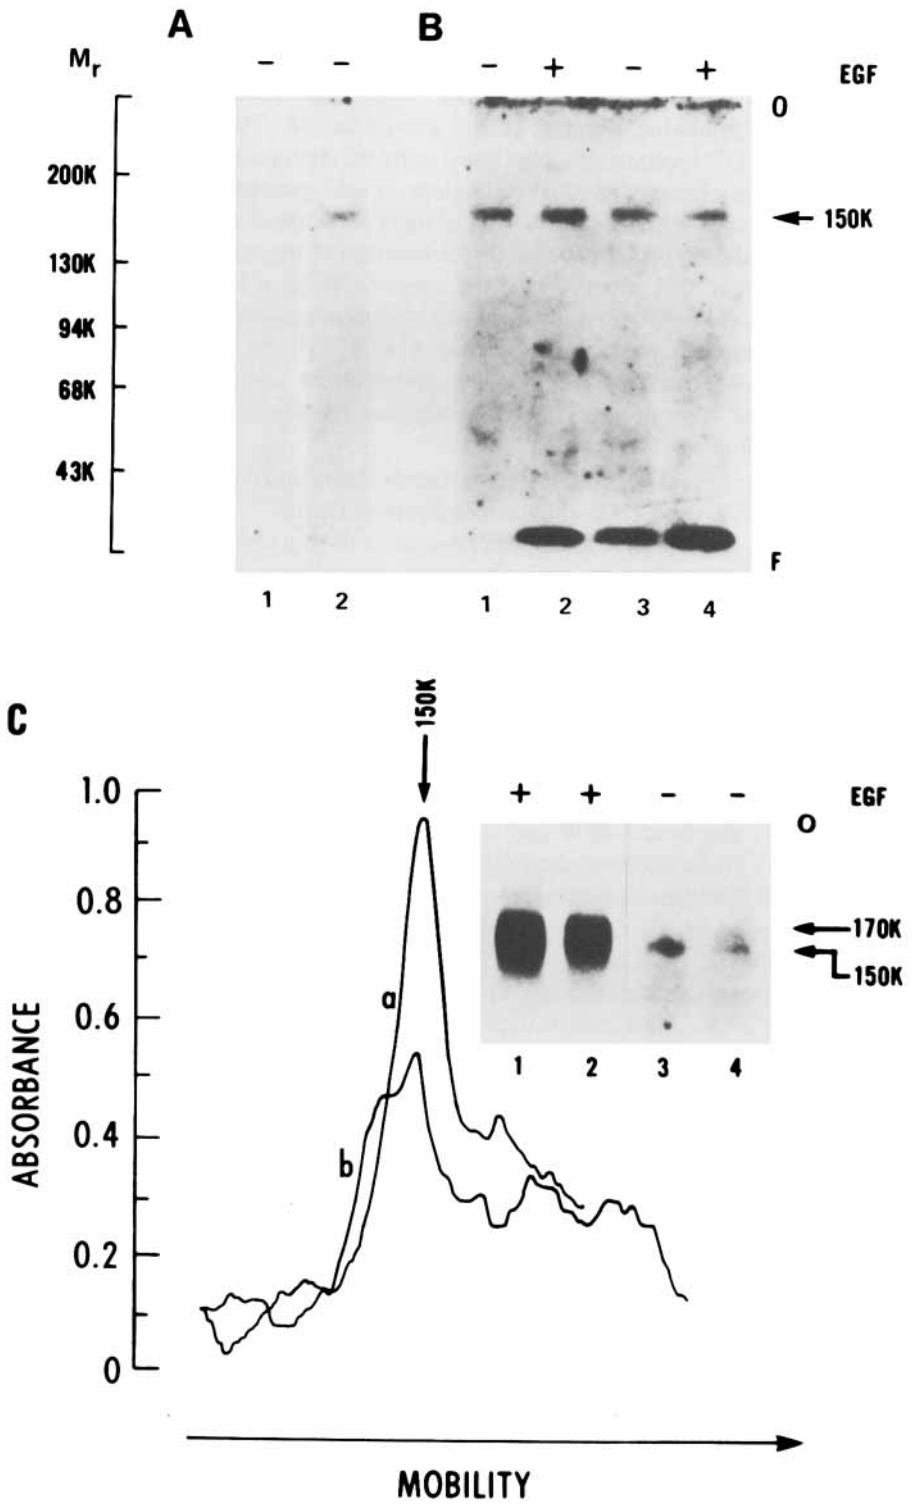 A B
Mr - - - + - + EGF
O
200K
150K
130K
94K
68K
43K
F
1 2 1 2 3 4
C
150K
+ + - - EGF
O
170K
150K
1 2 3 4
1.0
0.8
0.6
0.4
0.2
0
a
b
ABSORBANCE
MOBILITY